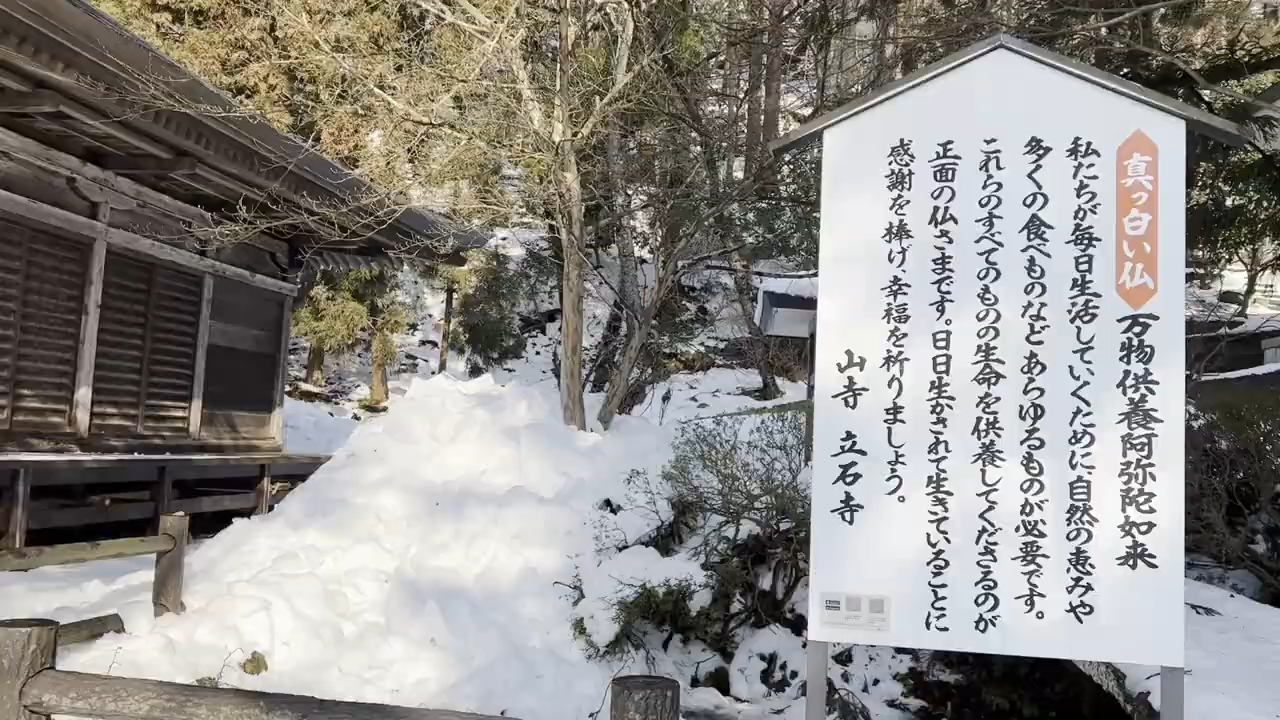 真っ白い仏 万物供養阿弥陀如来
私たちが毎日生活していくために、自然の恵みや
多くの食べものなど あらゆるものが必要です。
これらのすべてのものの生命を供養してくださるのが
正面の仏さまです。日日生かされて生きていることに
感謝を捧げ、幸福を祈りましょう。
山寺 立石寺